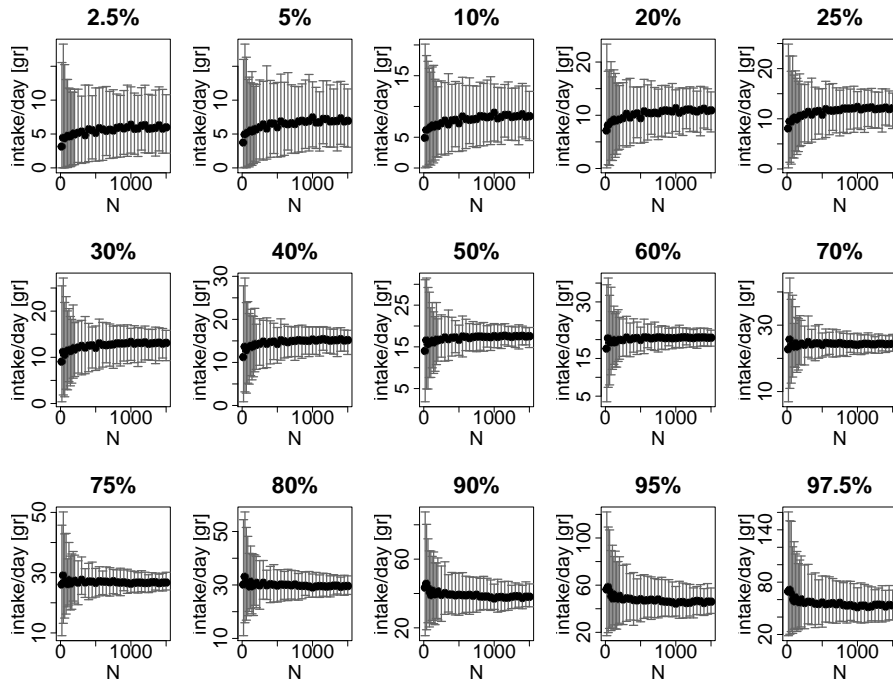 2.5% 5% 10% 20% 25%
intake/day [gr] 0 5 10 0 1000 N
intake/day [gr] 0 5 10 15 0 1000 N
intake/day [gr] 0 5 15 0 1000 N
intake/day [gr] 0 5 10 20 0 1000 N
intake/day [gr] 0 10 20 0 1000 N
30% 40% 50% 60% 70%
intake/day [gr] 0 10 20 0 1000 N
intake/day [gr] 0 10 20 30 0 1000 N
intake/day [gr] 5 15 25 0 1000 N
intake/day [gr] 5 15 30 0 1000 N
intake/day [gr] 10 30 0 1000 N
75% 80% 90% 95% 97.5%
intake/day [gr] 10 30 50 0 1000 N
intake/day [gr] 10 30 50 0 1000 N
intake/day [gr] 20 60 0 1000 N
intake/day [gr] 20 60 100 0 1000 N
intake/day [gr] 20 80 140 0 1000 N